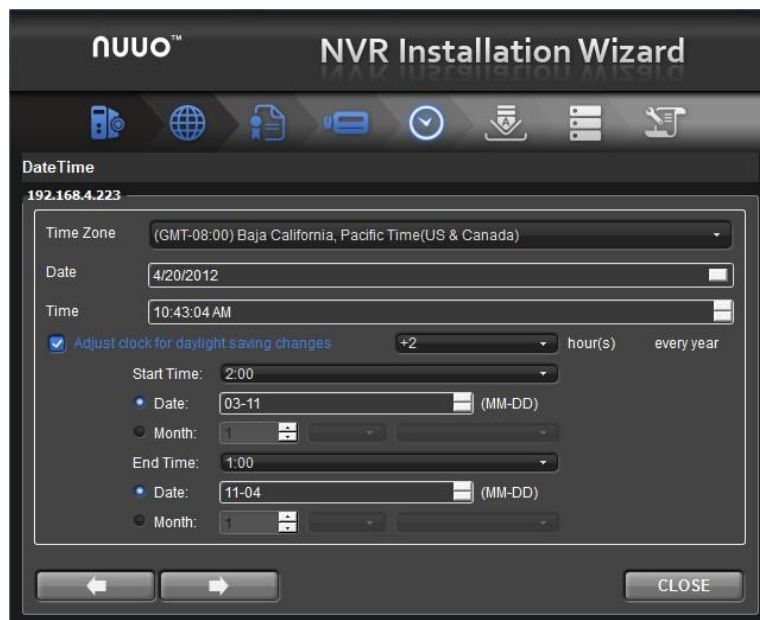 nuuo™ NVR Installation Wizard
DateTime
192.168.4.223
Time Zone (GMT-08:00) Baja California, Pacific Time(US & Canada)
Date 4/20/2012
Time 10:43:04 AM
Adjust clock for daylight saving changes +2 hour(s) every year
Start Time: 2:00
Date: 03-11 (MM-DD)
Month: 1
End Time: 1:00
Date: 11-04 (MM-DD)
Month: 1
CLOSE